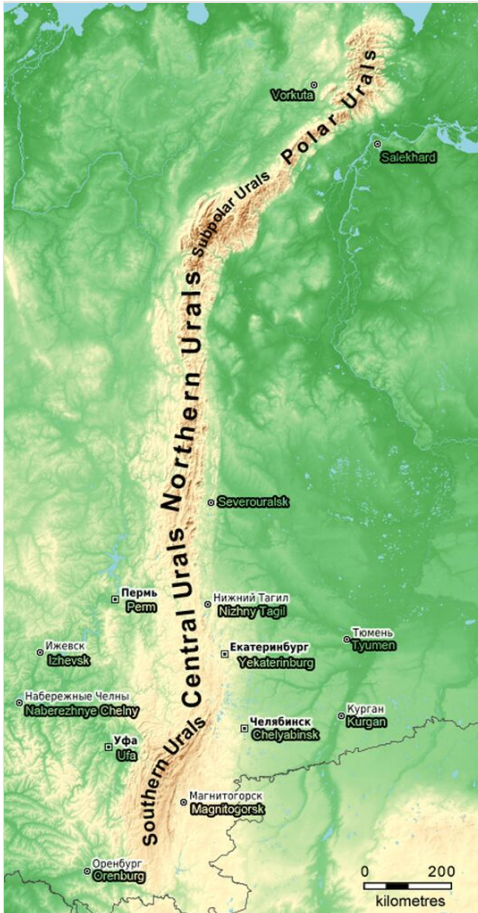 Polar Urals
Vorkuta
Salekhard
Subpolar Urals
Northern Urals
Severouralsk
Central Urals
Пермь
Perm
Нижний Тагил
Nizhny Tagil
Тюмень
Tyumen
Ижевск
Izhevsk
Екатеринбург
Yekaterinburg
Набережные Челны
Naberezhnye Chelny
Курган
Kurgan
Челябинск
Chelyabinsk
Southern Urals
Уфа
Ufa
Магнитогорск
Magnitogorsk
Оренбург
Orenburg
0 200
kilometres